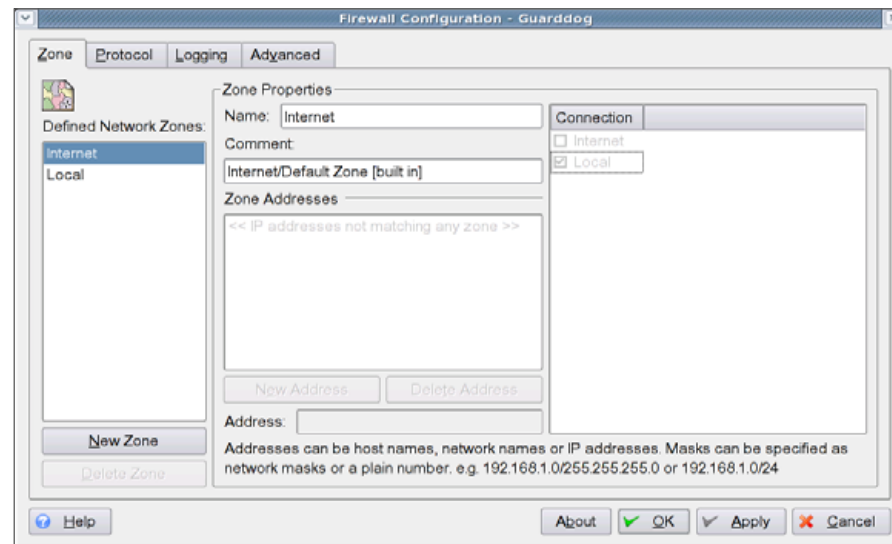 Firewall Configuration - Guarddog
Zone Protocol Logging Advanced
Defined Network Zones:
Internet
Local
New Zone
Delete Zone
Zone Properties
Name: Internet
Comment:
Internet/Default Zone [built in]
Zone Addresses
<< IP addresses not matching any zone >>
New Address Delete Address
Address:
Connection
Internet
Local
Addresses can be host names, network names or IP addresses. Masks can be specified as
network masks or a plain number. e.g. 192.168.1.0/255.255.255.0 or 192.168.1.0/24
Help About OK Apply Cancel